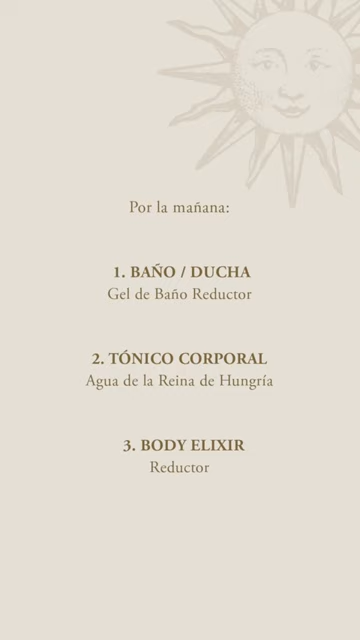 Por la mañana:
1. BAÑO / DUCHA
Gel de Baño Reductor
2. TÓNICO CORPORAL
Agua de la Reina de Hungría
3. BODY ELIXIR
Reductor